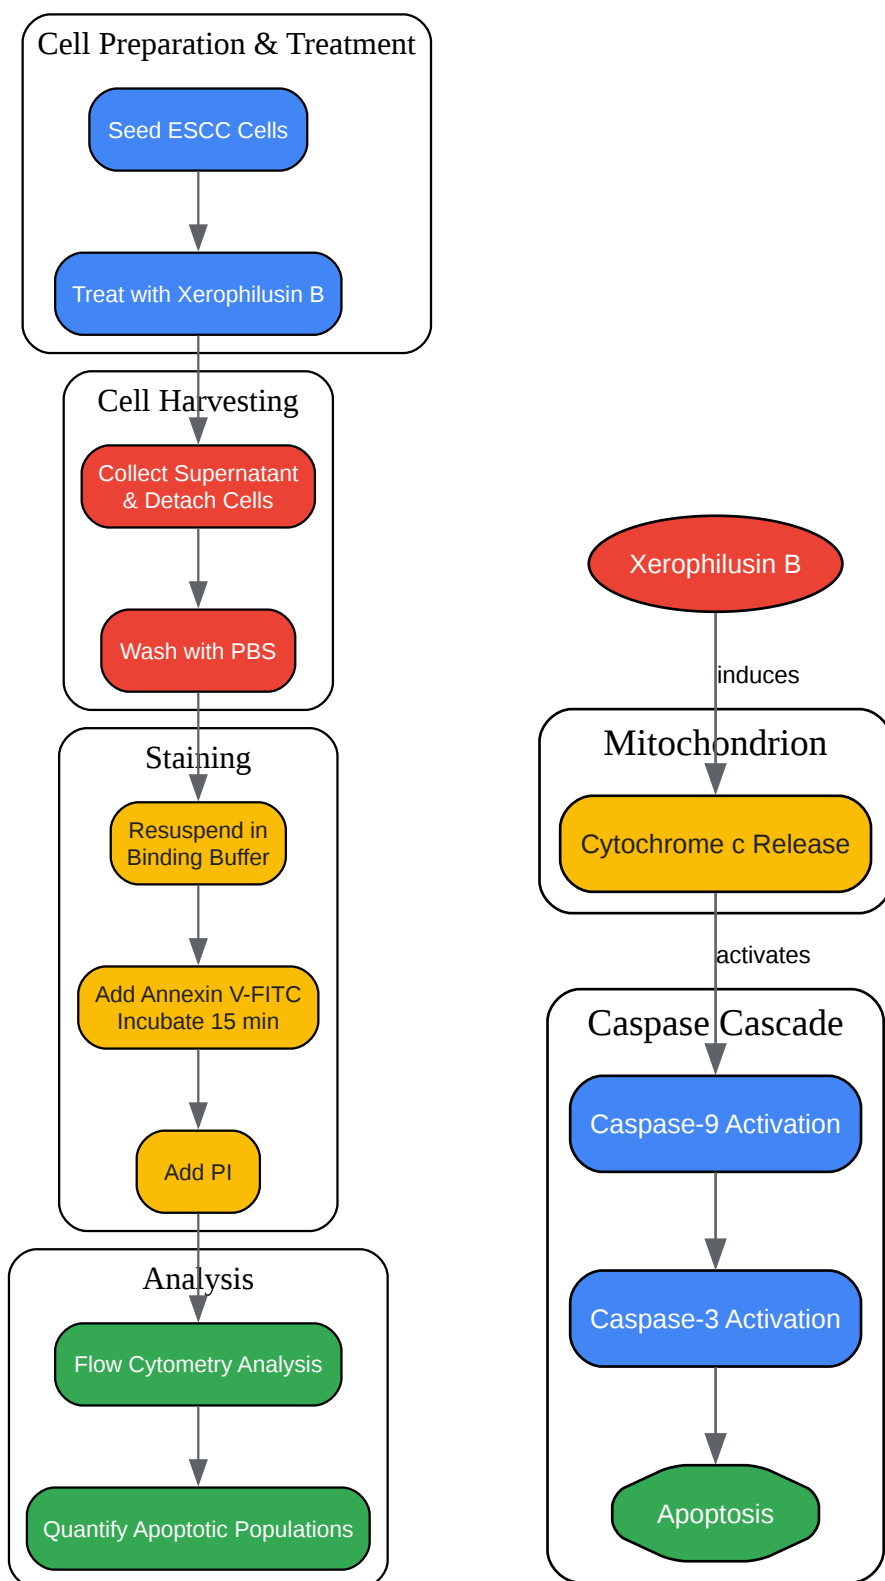 Cell Preparation & Treatment
Seed ESCC Cells
Treat with Xerophilusin B
Cell Harvesting
Collect Supernatant
& Detach Cells
Wash with PBS
Staining
Resuspend in
Binding Buffer
Add Annexin V-FITC
Incubate 15 min
Add PI
Analysis
Flow Cytometry Analysis
Quantify Apoptotic Populations
Xerophilusin B
induces
Mitochondrion
Cytochrome c Release
activates
Caspase Cascade
Caspase-9 Activation
Caspase-3 Activation
Apoptosis